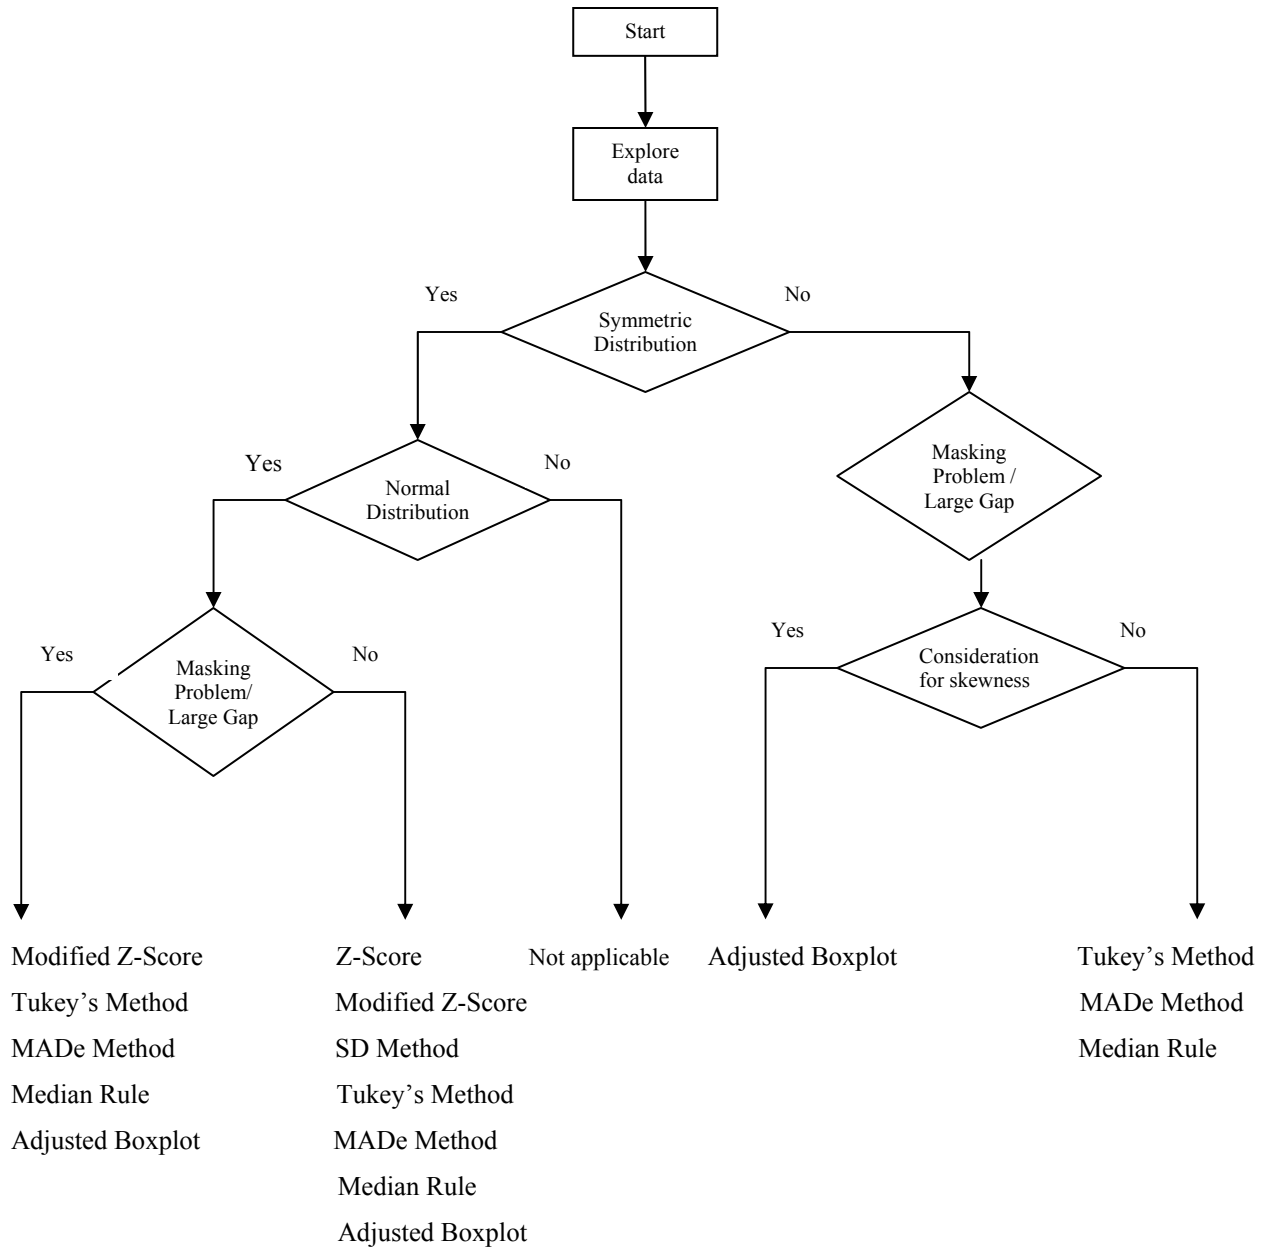 Start
Explore
data
Yes
No
Symmetric
Distribution
Yes
No
Normal
Distribution
Masking
Problem /
Large Gap
Yes
No
Masking
Problem/
Large Gap
Yes
No
Consideration
for skewness
Modified Z-Score
Tukey’s Method
MADe Method
Median Rule
Adjusted Boxplot
Z-Score
Modified Z-Score
SD Method
Tukey’s Method
MADe Method
Median Rule
Adjusted Boxplot
Not applicable
Adjusted Boxplot
Tukey’s Method
MADe Method
Median Rule